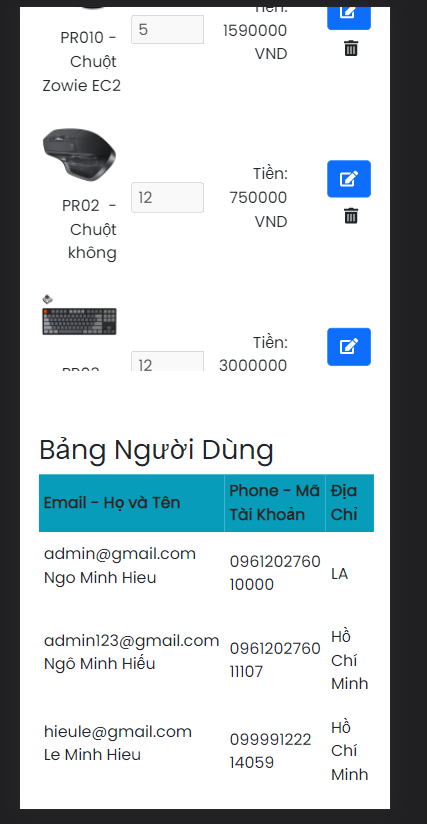 5
1590000
PR010 -
VND
Chuột
Zowie EC2
Tiền:
12
750000
PR02 -
VND
Chuột
không
Tiền:
12
3000000
Bảng Người Dùng
Email - Họ và Tên
Phone - Mã
Tài Khoản
Địa
Chỉ
admin@gmail.com
Ngo Minh Hieu
0961202760
10000
LA
admin123@gmail.com
Ngô Minh Hiếu
0961202760
11107
Hồ
Chí
Minh
hieule@gmail.com
Le Minh Hieu
099991222
14059
Hồ
Chí
Minh